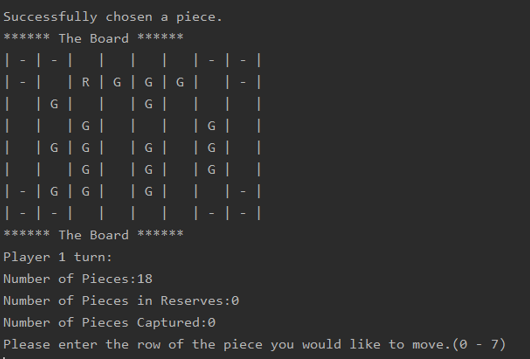 Successfully chosen a piece.
****** The Board ******
| - | - |   |   |   |   | - | - |
| - |   | R | G | G | G |   | - |
|   | G |   |   | G |   |   |   |
|   |   | G |   |   |   | G |   |
|   | G | G |   | G |   | G |   |
|   |   | G |   | G |   | G |   |
| - | G | G |   | G |   |   | - |
| - | - |   |   |   |   | - | - |
****** The Board ******
Player 1 turn:
Number of Pieces:18
Number of Pieces in Reserves:0
Number of Pieces Captured:0
Please enter the row of the piece you would like to move.(0 - 7)